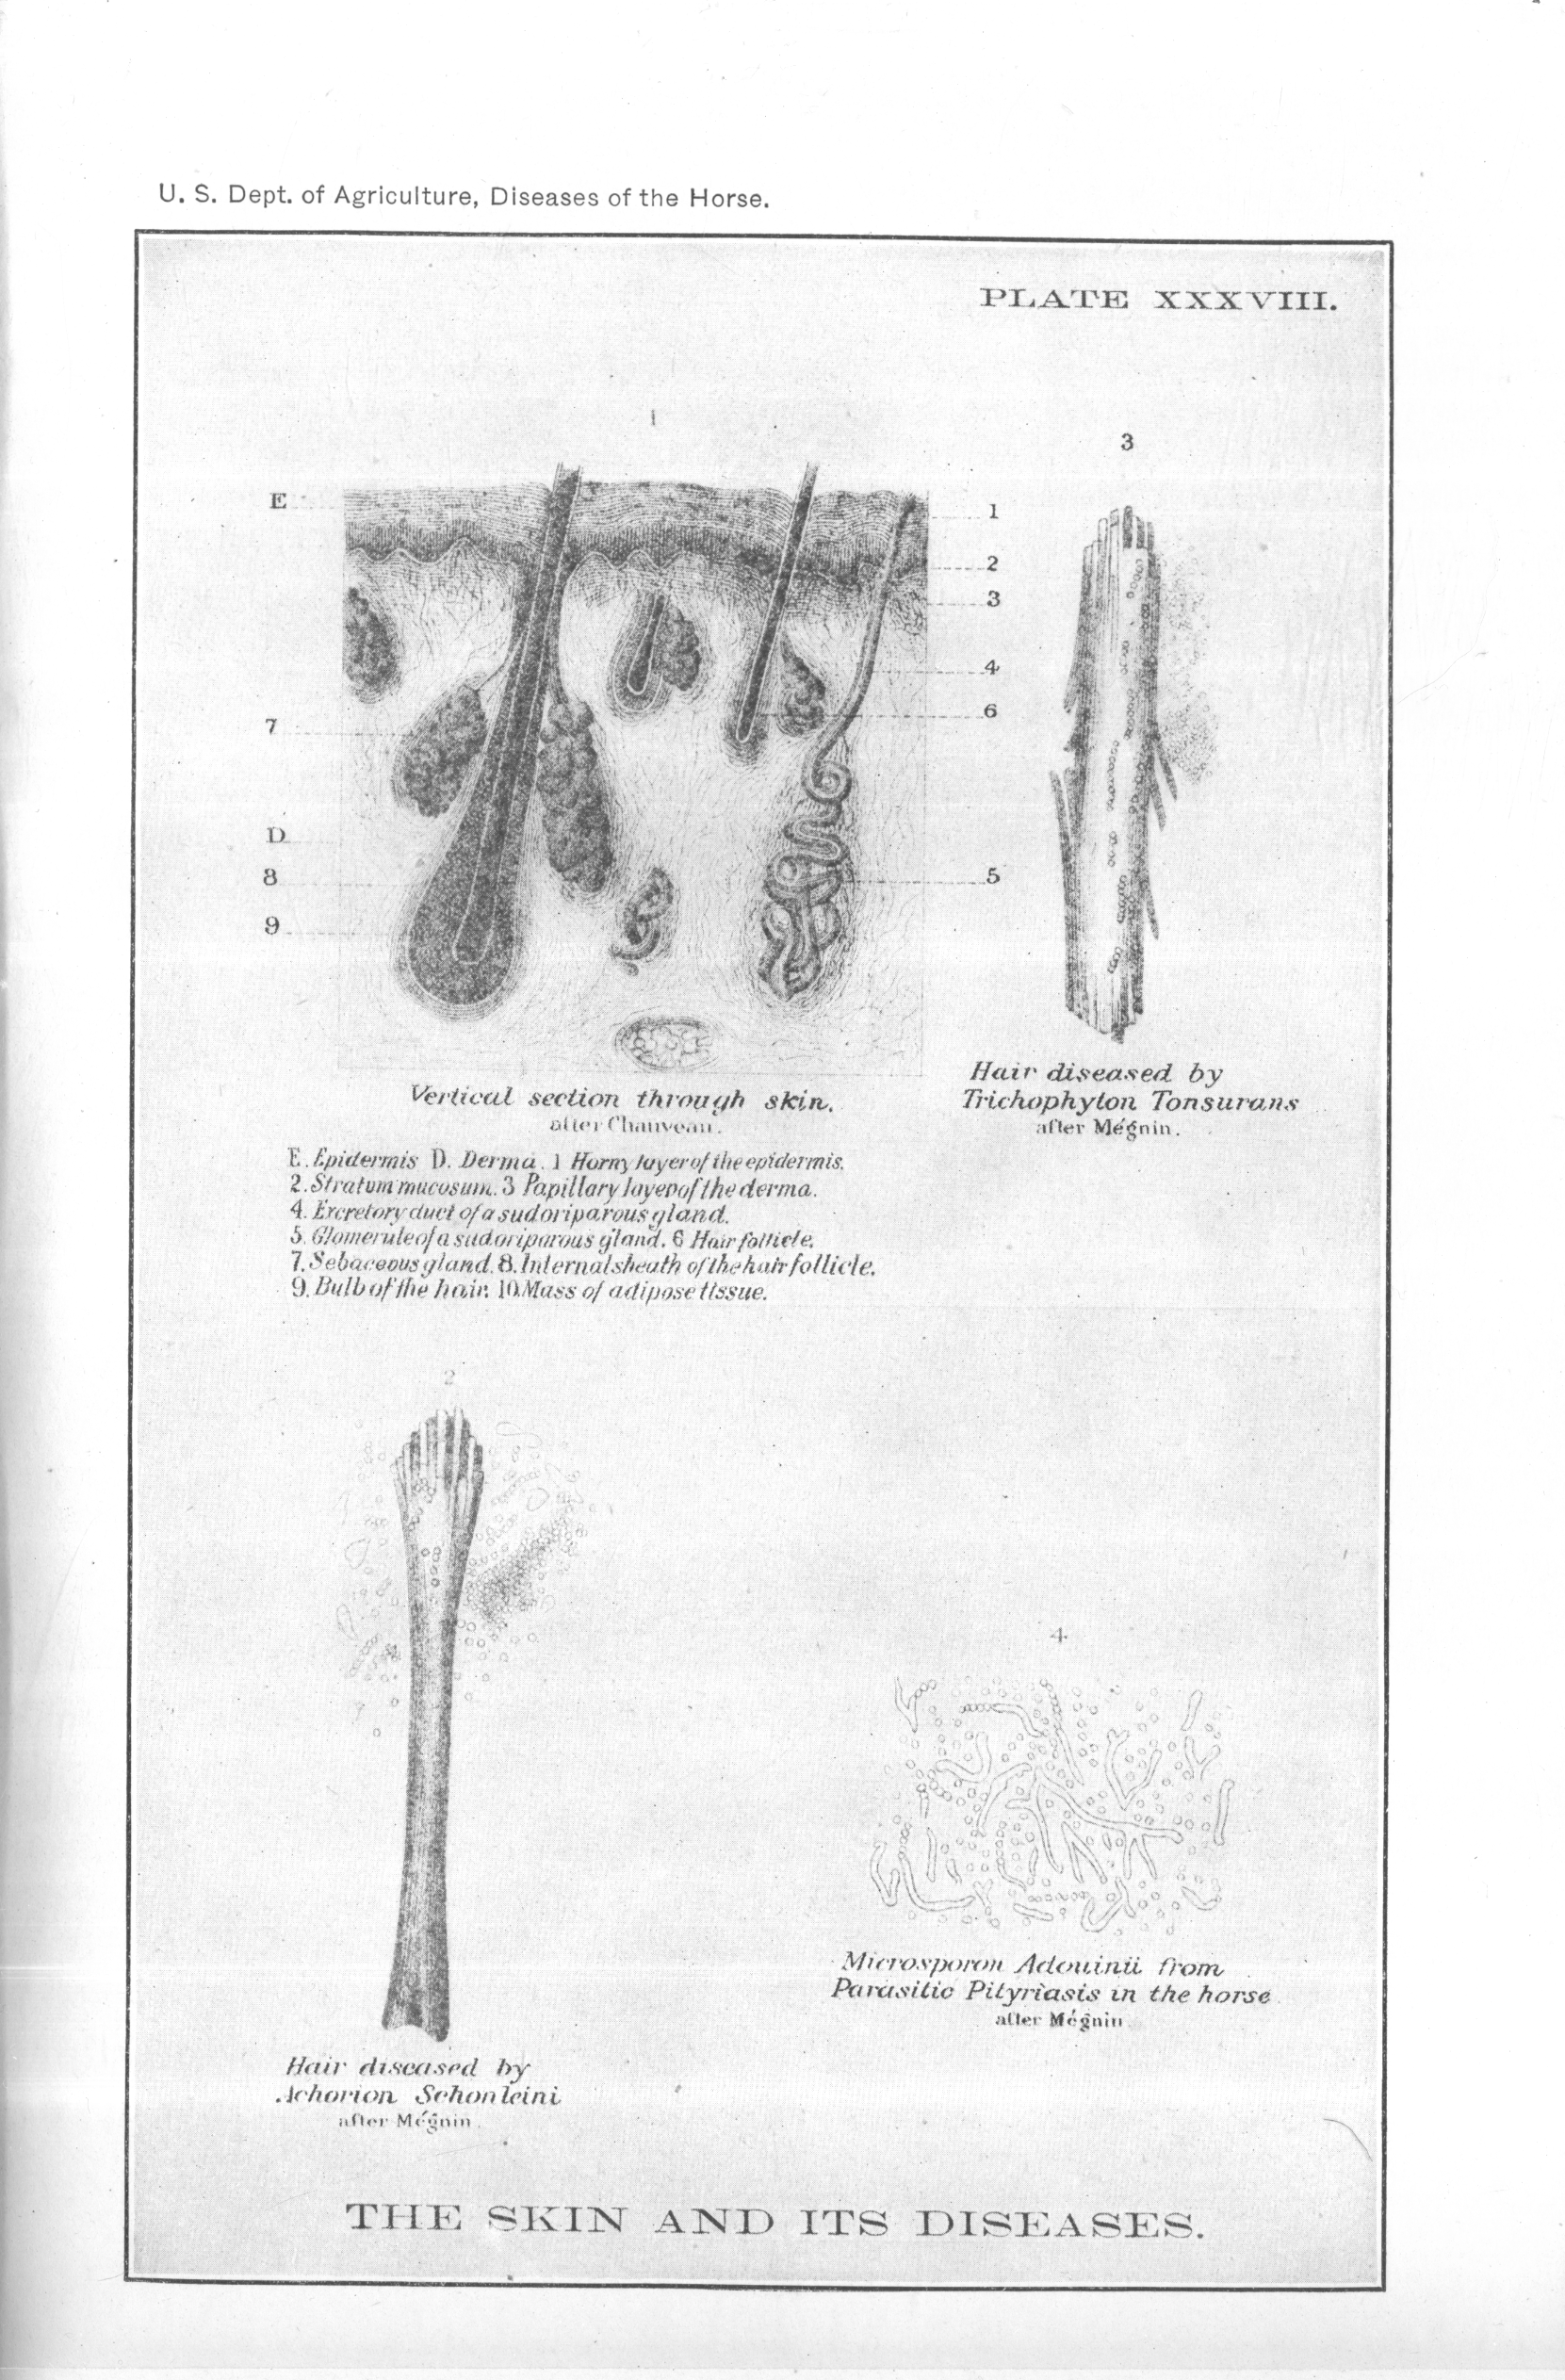 U. S. Dept. of Agriculture, Diseases of the Horse.
PLATE XXXVIII.
1
E
7
D
8
9
1
2
3
4
6
5
Vertical section through skin.
after Chauveau.
E. Epidermis D. Derma. 1 Horny layer of the epidermis.
2. Stratum mucosum. 3 Papillary layer of the derma.
4. Excretory duct of a sudoriparous gland.
5. Glomerule of a sudoriparous gland. 6 Hair follicle.
7. Sebaceous gland. 8. Internal sheath of the hair follicle.
9. Bulb of the hair. 10. Mass of adipose tissue.
3
Hair diseased by
Trichophyton Tonsurans
after Mégnin.
2
Hair diseased by
Achorion Schonleini
after Mégnin.
4
Microsporon Adouinii from
Parasitic Pityriasis in the horse
after Mégnin
THE SKIN AND ITS DISEASES.